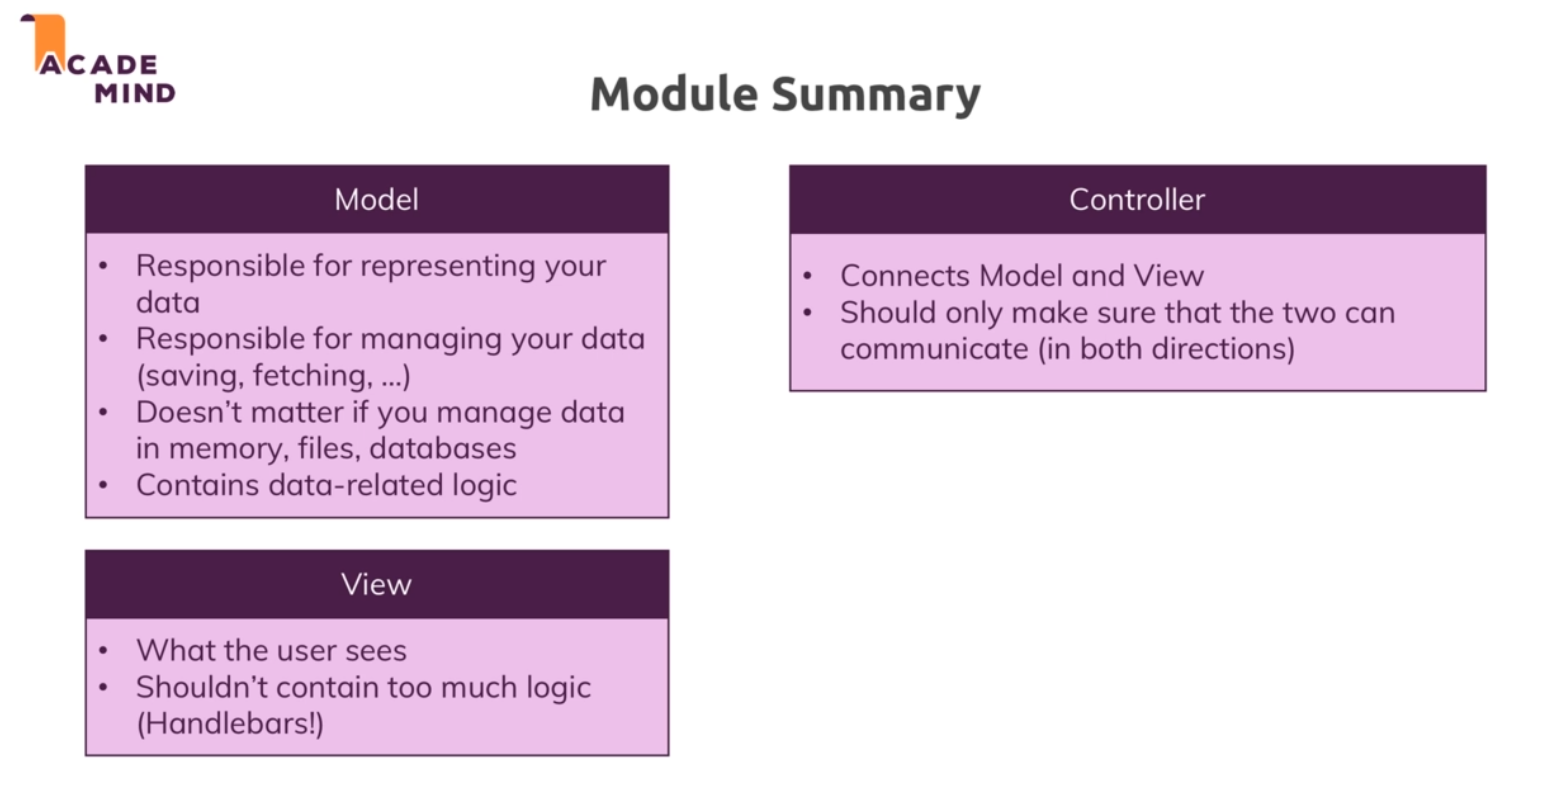 ACADE
MIND
Module Summary
Model
• Responsible for representing your
data
• Responsible for managing your data
(saving, fetching, ...)
• Doesn't matter if you manage data
in memory, files, databases
• Contains data-related logic
View
• What the user sees
• Shouldn't contain too much logic
(Handlebars!)
Controller
• Connects Model and View
• Should only make sure that the two can
communicate (in both directions)